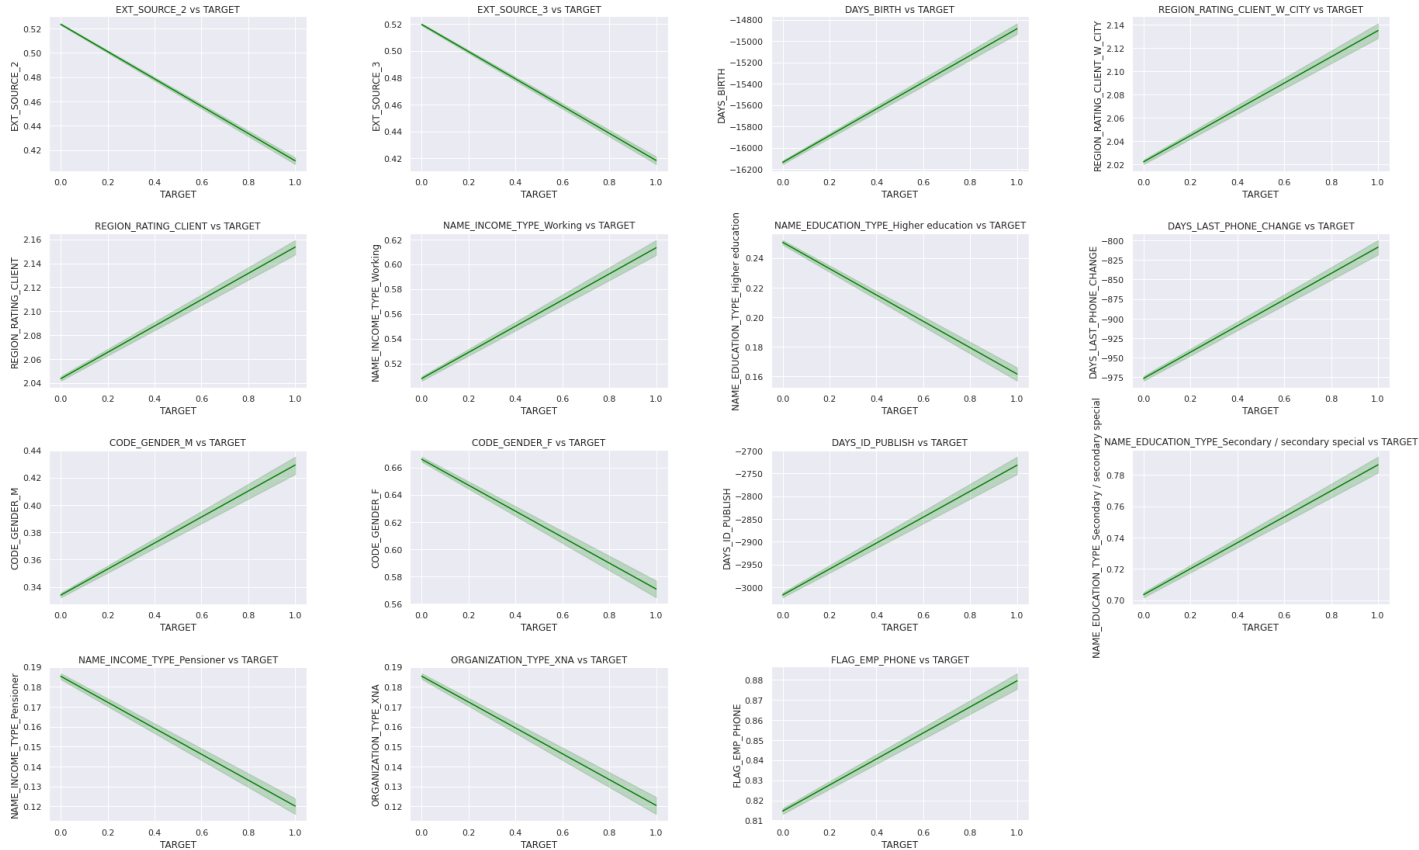 EXT_SOURCE_2 vs TARGET
EXT_SOURCE_2
0.52
0.50
0.48
0.46
0.44
0.42
0.0 0.2 0.4 0.6 0.8 1.0
TARGET
EXT_SOURCE_3 vs TARGET
EXT_SOURCE_3
0.52
0.50
0.48
0.46
0.44
0.42
0.0 0.2 0.4 0.6 0.8 1.0
TARGET
DAYS_BIRTH vs TARGET
DAYS_BIRTH
−14800
−15000
−15200
−15400
−15600
−15800
−16000
−16200
0.0 0.2 0.4 0.6 0.8 1.0
TARGET
REGION_RATING_CLIENT_W_CITY vs TARGET
REGION_RATING_CLIENT_W_CITY
2.14
2.12
2.10
2.08
2.06
2.04
2.02
0.0 0.2 0.4 0.6 0.8 1.0
TARGET
REGION_RATING_CLIENT vs TARGET
REGION_RATING_CLIENT
2.16
2.14
2.12
2.10
2.08
2.06
2.04
0.0 0.2 0.4 0.6 0.8 1.0
TARGET
NAME_INCOME_TYPE_Working vs TARGET
NAME_INCOME_TYPE_Working
0.62
0.60
0.58
0.56
0.54
0.52
0.0 0.2 0.4 0.6 0.8 1.0
TARGET
NAME_EDUCATION_TYPE_Higher education vs TARGET
NAME_EDUCATION_TYPE_Higher education
0.24
0.22
0.20
0.18
0.16
0.0 0.2 0.4 0.6 0.8 1.0
TARGET
DAYS_LAST_PHONE_CHANGE vs TARGET
DAYS_LAST_PHONE_CHANGE
−800
−825
−850
−875
−900
−925
−950
−975
0.0 0.2 0.4 0.6 0.8 1.0
TARGET
CODE_GENDER_M vs TARGET
CODE_GENDER_M
0.44
0.42
0.40
0.38
0.36
0.34
0.0 0.2 0.4 0.6 0.8 1.0
TARGET
CODE_GENDER_F vs TARGET
CODE_GENDER_F
0.66
0.64
0.62
0.60
0.58
0.56
0.0 0.2 0.4 0.6 0.8 1.0
TARGET
DAYS_ID_PUBLISH vs TARGET
DAYS_ID_PUBLISH
−2700
−2750
−2800
−2850
−2900
−2950
−3000
0.0 0.2 0.4 0.6 0.8 1.0
TARGET
NAME_EDUCATION_TYPE_Secondary / secondary special vs TARGET
NAME_EDUCATION_TYPE_Secondary / secondary special
0.78
0.76
0.74
0.72
0.70
0.0 0.2 0.4 0.6 0.8 1.0
TARGET
NAME_INCOME_TYPE_Pensioner vs TARGET
NAME_INCOME_TYPE_Pensioner
0.19
0.18
0.17
0.16
0.15
0.14
0.13
0.12
0.0 0.2 0.4 0.6 0.8 1.0
TARGET
ORGANIZATION_TYPE_XNA vs TARGET
ORGANIZATION_TYPE_XNA
0.19
0.18
0.17
0.16
0.15
0.14
0.13
0.12
0.0 0.2 0.4 0.6 0.8 1.0
TARGET
FLAG_EMP_PHONE vs TARGET
FLAG_EMP_PHONE
0.88
0.87
0.86
0.85
0.84
0.83
0.82
0.81
0.0 0.2 0.4 0.6 0.8 1.0
TARGET